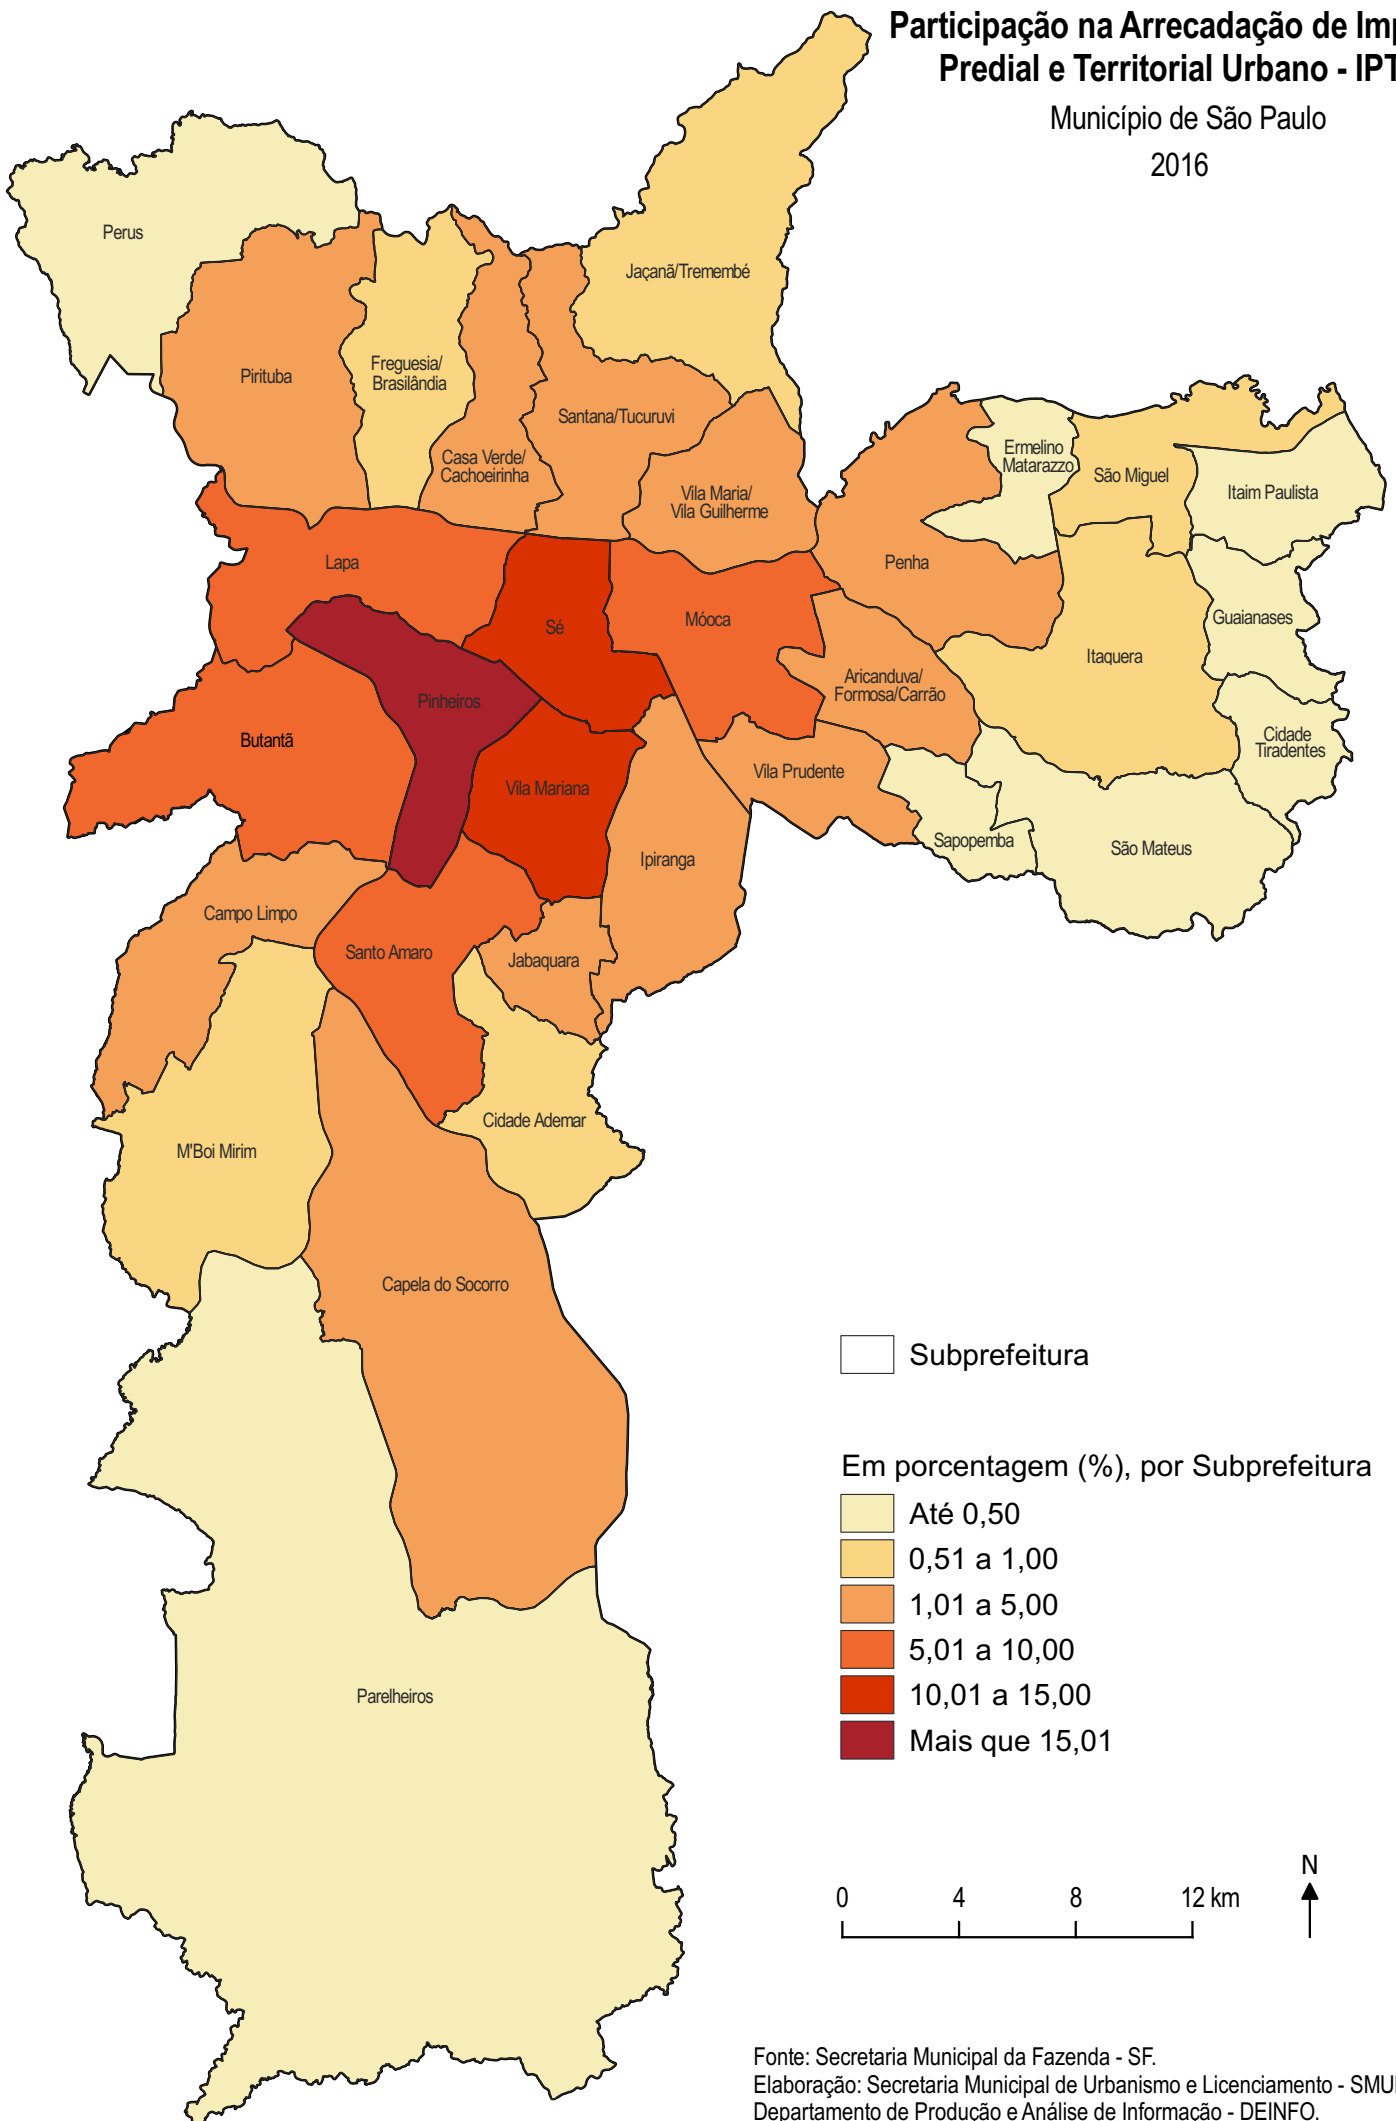 Participação na Arrecadação de
Predial e Territorial Urbano -
Município de São Paulo
2016
Perus
Jaçanã/Tremembé
Pirituba
Freguesia/
Brasilândia
Santana/Tucuruvi
Casa Verde/
Cachoeirinha
Vila Maria/
Vila Guilherme
Ermelino
Matarazzo
São Miguel
Itaim Paulista
Lapa
Penha
Sé
Móoca
Guaianases
Itaquera
Aricanduva/
Formosa/Carrão
Pinheiros
Butantã
Cidade
Tiradentes
Vila Prudente
Vila Mariana
Sapopemba
São Mateus
Ipiranga
Campo Limpo
Santo Amaro
Jabaquara
Cidade Ademar
M'Boi Mirim
Capela do Socorro
Parelheiros
Subprefeitura
Em porcentagem (%), por Subprefeitura
Até 0,50
0,51 a 1,00
1,01 a 5,00
5,01 a 10,00
10,01 a 15,00
Mais que 15,01
N
0 4 8 12 km
Fonte: Secretaria Municipal da Fazenda - SF.
Elaboração: Secretaria Municipal de Urbanismo e Licenciamento -
Departamento de Produção e Análise de Informação - DEINFO.